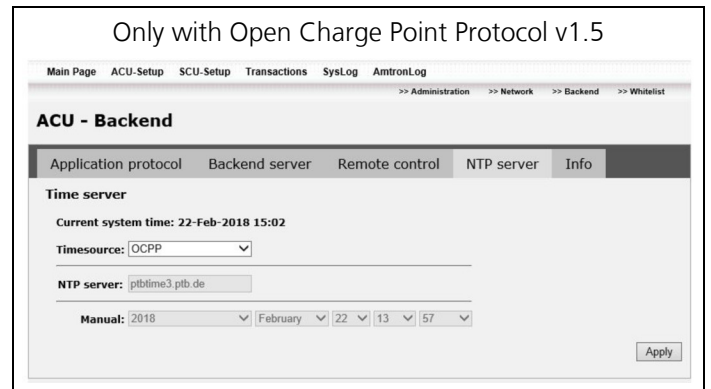 Only with Open Charge Point Protocol v1.5
Main Page ACU-Setup SCU-Setup Transactions SysLog AmtronLog
>> Administration >> Network >> Backend >> Whitelist
ACU - Backend
Application protocol Backend server Remote control NTP server Info
Time server
Current system time: 22-Feb-2018 15:02
Timesource: OCPP
NTP server: ptbtime3.ptb.de
Manual: 2018 February 22 13 57
Apply